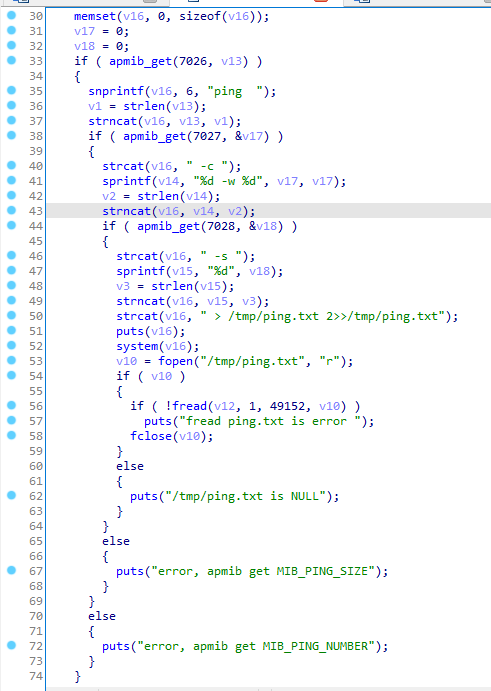 30 memset(v16, 0, sizeof(v16));
31 v17 = 0;
32 v18 = 0;
33 if ( apmib_get(7026, v13) )
34 {
35 snprintf(v16, 6, "ping  ");
36 v1 = strlen(v13);
37 strncat(v16, v13, v1);
38 if ( apmib_get(7027, &v17) )
39 {
40 strcat(v16, " -c ");
41 sprintf(v14, "%d -w %d", v17, v17);
42 v2 = strlen(v14);
43 strncat(v16, v14, v2);
44 if ( apmib_get(7028, &v18) )
45 {
46 strcat(v16, " -s ");
47 sprintf(v15, "%d", v18);
48 v3 = strlen(v15);
49 strncat(v16, v15, v3);
50 strcat(v16, " > /tmp/ping.txt 2>>/tmp/ping.txt");
51 puts(v16);
52 system(v16);
53 v10 = fopen("/tmp/ping.txt", "r");
54 if ( v10 )
55 {
56 if ( !fread(v12, 1, 49152, v10) )
57 puts("fread ping.txt is error ");
58 fclose(v10);
59 }
60 else
61 {
62 puts("/tmp/ping.txt is NULL");
63 }
64 }
65 else
66 {
67 puts("error, apmib get MIB_PING_SIZE");
68 }
69 }
70 else
71 {
72 puts("error, apmib get MIB_PING_NUMBER");
73 }
74 }